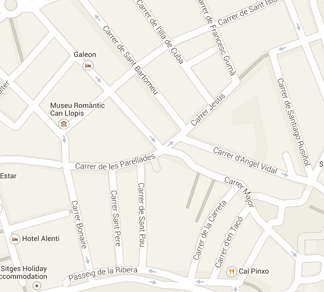 Carrer de Sant Isid
Carrer de l'Illa de Cuba
Carrer de Francesc Gumà
Galeon
Carrer de Sant Bartomeu
Carrer Jesús
Carrer de Santiago Rusiñol
Museu Romàntic
Can Llopis
Carrer de les Parellades
Carrer d'Àngel Vidal
Estar
Carrer Major
Carrer Bonaire
Carrer Sant Pere
Carrer de Sant Pau
Carrer de la Carreta
Carrer d'en Tacó
Hotel Alenti
Sitges Holiday
Accommodation
Passeig de la Ribera
Cal Pinxo